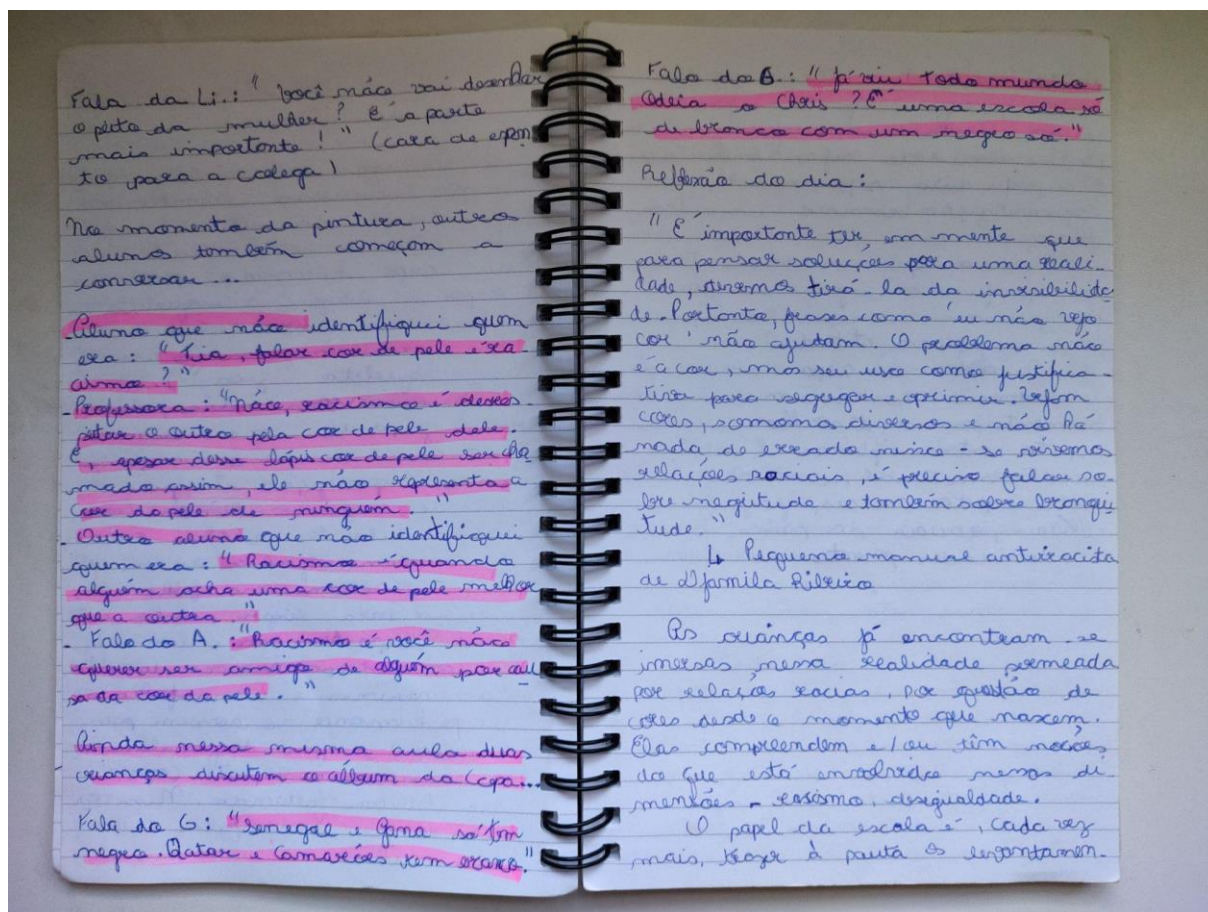 Fala da Li.: " você não vai desenhar
o peito da mulher? É a parte
mais importante!" (cara de espan
to para a colega)
No momento da pintura, outros
alunos também começam a
conversar...
Aluno que não identifiquei quem
era: "Tia, falar cor de pele é ra-
cismo?"
- Professora: "Não, racismo é desres
peitar o outro pela cor de pele dele.
E, apesar desse lápis cor de pele ser cha
mado assim, ele não representa a
cor da pele de ninguém."
- Outro aluno que não identifiquei
quem era: "Racismo é quando
alguém acha uma cor de pele melhor
que a outra."
- Fala do A.: "Racismo é você não
querer ser amigo de alguém por cau
sa da cor da pele."
Ainda nessa mesma aula duas
crianças discutem o álbum da Copa...
Fala do G: "Senegal e Gana só tem
negro. Qatar e Camarões tem branco."
Fala do G.: "já viu todo mundo
Odeia o Chris? É uma escola só
de branco com um negro só."
Reflexão do dia:
"É importante ter em mente que
para pensar soluções para uma reali-
dade, devemos tirá-la da invisibilida
de. Portanto, frases como 'eu não vejo
cor' não ajudam. O problema não
é a cor, mas seu uso como justifica-
tiva para segregar e oprimir. Vejam
cores, somomos diversos e não há
nada de errado nisso - se vivemos
relações raciais, é preciso falar so-
bre negritude e também sobre branqui
tude."
↳ Pequeno manual antiracista
de Djamila Ribeiro
As crianças já encontram-se
imersas nessa realidade permeada
por relações racias, por questão de
cores desde o momento que nascem.
Elas compreendem e/ou têm noções
do que está envolvido nessas di
mensões - racismo, desigualdade.
O papel da escola é, cada vez
mais, trazer à pauta os levantamen-